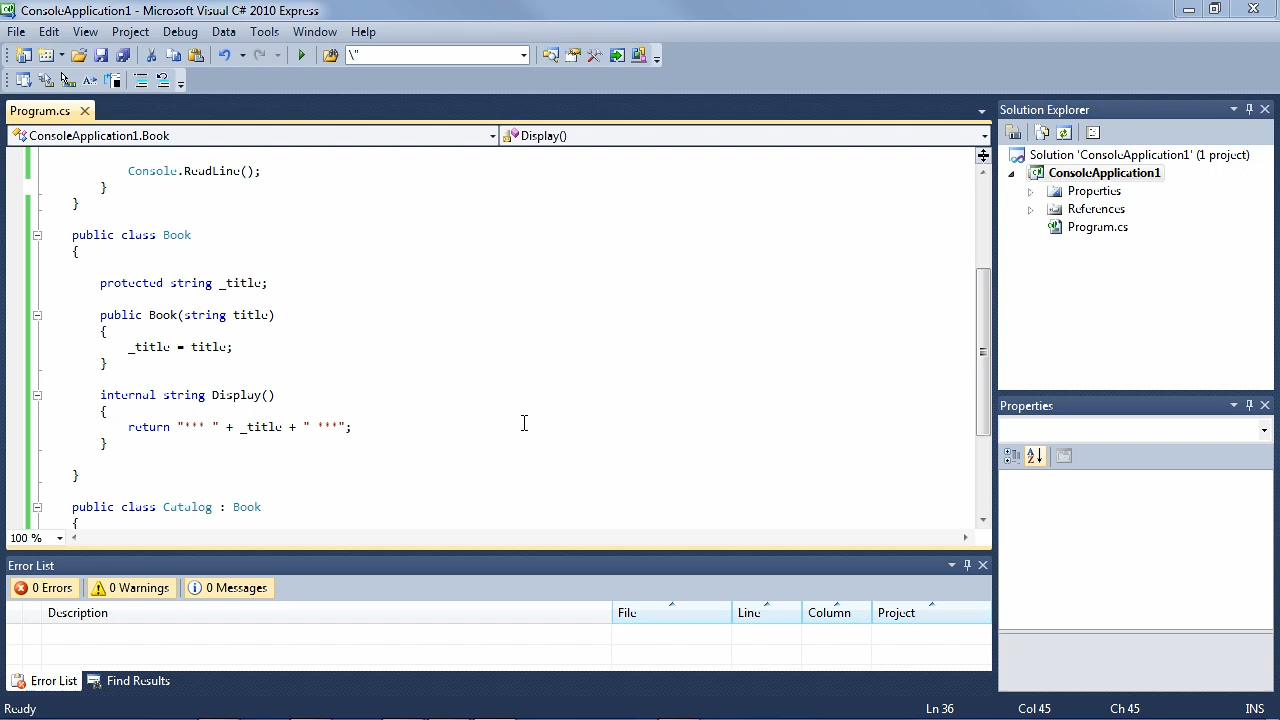 ConsoleApplication1 - Microsoft Visual C# 2010 Express
File Edit View Project Debug Data Tools Window Help
\"
Program.cs
ConsoleApplication1.Book
Display()
Console.ReadLine();
}
}
public class Book
{
protected string _title;
public Book(string title)
{
_title = title;
}
internal string Display()
{
return "*** " + _title + " ***";
}
}
public class Catalog : Book
{
100 %
Solution Explorer
Solution 'ConsoleApplication1' (1 project)
ConsoleApplication1
Properties
References
Program.cs
Properties
Error List
0 Errors 0 Warnings 0 Messages
Description File Line Column Project
Error List Find Results
Ready Ln 36 Col 45 Ch 45 INS